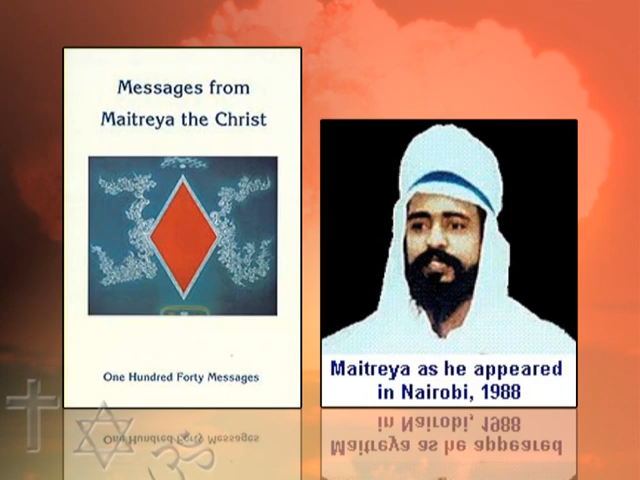 Messages from
Maitreya the Christ
One Hundred Forty Messages
Maitreya as he appeared
in Nairobi, 1988